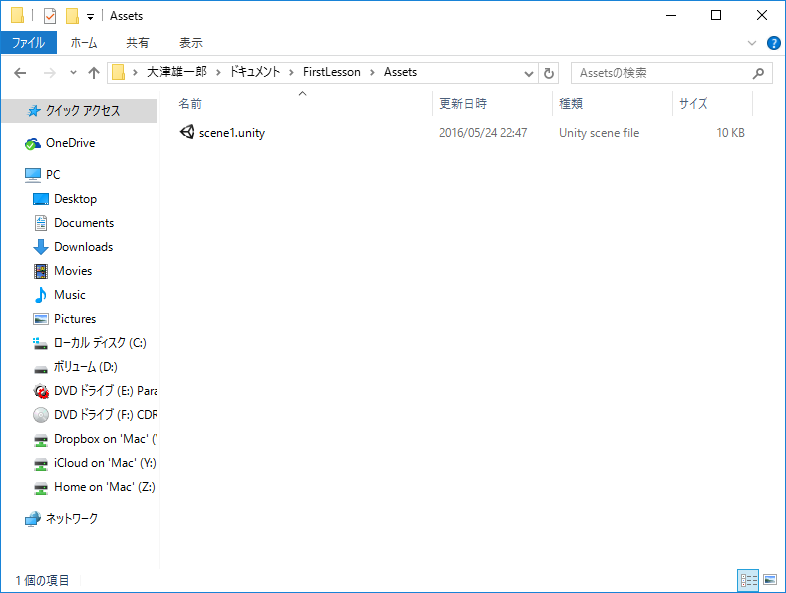 Assets
ファイル ホーム 共有 表示
大津雄一郎 ドキュメント FirstLesson Assets Assetsの検索
名前 更新日時 種類 サイズ
scene1.unity 2016/05/24 22:47 Unity scene file 10 KB
クイック アクセス
OneDrive
PC
Desktop
Documents
Downloads
Movies
Music
Pictures
ローカル ディスク (C:)
ボリューム (D:)
DVD ドライブ (E:) Para
DVD ドライブ (F:) CDR
Dropbox on 'Mac' (
iCloud on 'Mac' (Y:)
Home on 'Mac' (Z:)
ネットワーク
1 個の項目